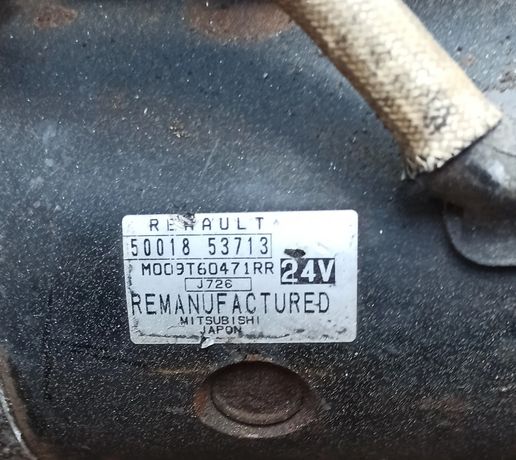 RENAULT
50018 53713
M009T60471RR 24V
J726
REMANUFACTURED
MITSUBISHI
JAPON